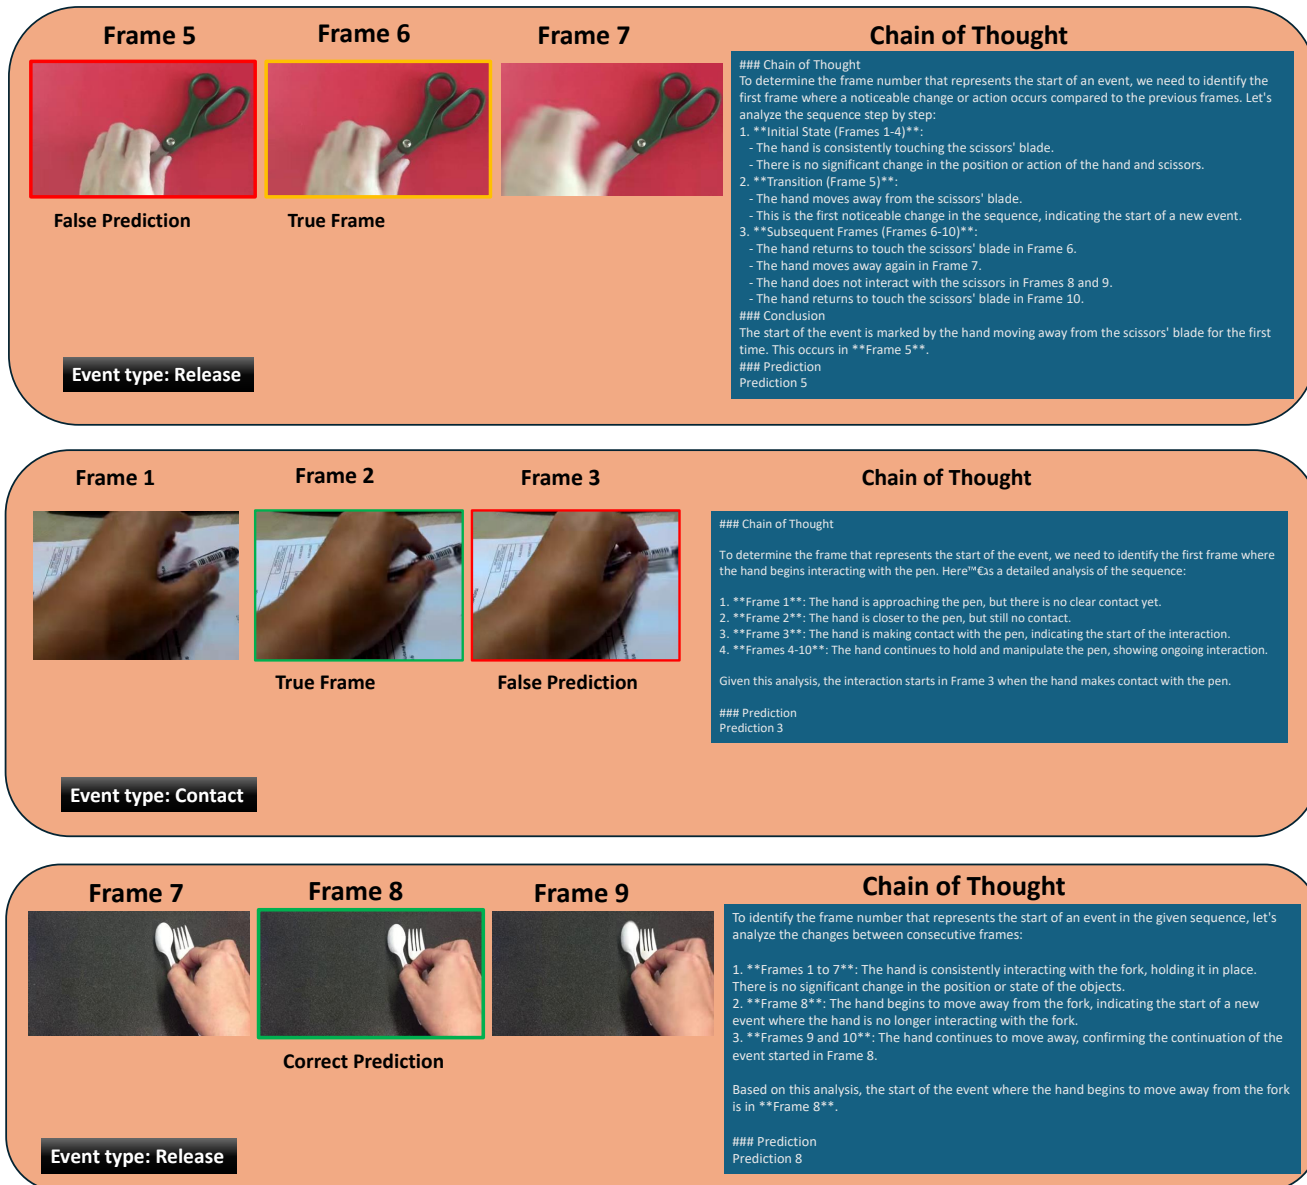 Frame 5
Frame 6
Frame 7
Chain of Thought
False Prediction
True Frame
### Chain of Thought
To determine the frame number that represents the start of an event, we need to identify the
first frame where a noticeable change or action occurs compared to the previous frames. Let's
analyze the sequence step by step:
1. **Initial State (Frames 1-4)**:
- The hand is consistently touching the scissors' blade.
- There is no significant change in the position or action of the hand and scissors.
2. **Transition (Frame 5)**:
- The hand moves away from the scissors' blade.
- This is the first noticeable change in the sequence, indicating the start of a new event.
3. **Subsequent Frames (Frames 6-10)**:
- The hand returns to touch the scissors' blade in Frame 6.
- The hand moves away again in Frame 7.
- The hand does not interact with the scissors in Frames 8 and 9.
- The hand returns to touch the scissors' blade in Frame 10.
### Conclusion
The start of the event is marked by the hand moving away from the scissors' blade for the first
time. This occurs in **Frame 5**.
### Prediction
Prediction 5
Event type: Release
Frame 1
Frame 2
Frame 3
Chain of Thought
True Frame
False Prediction
### Chain of Thought
To determine the frame that represents the start of the event, we need to identify the first frame where
the hand begins interacting with the pen. Here™€s a detailed analysis of the sequence:
1. **Frame 1**: The hand is approaching the pen, but there is no clear contact yet.
2. **Frame 2**: The hand is closer to the pen, but still no contact.
3. **Frame 3**: The hand is making contact with the pen, indicating the start of the interaction.
4. **Frames 4-10**: The hand continues to hold and manipulate the pen, showing ongoing interaction.
Given this analysis, the interaction starts in Frame 3 when the hand makes contact with the pen.
### Prediction
Prediction 3
Event type: Contact
Frame 7
Frame 8
Frame 9
Chain of Thought
Correct Prediction
To identify the frame number that represents the start of an event in the given sequence, let's
analyze the changes between consecutive frames:
1. **Frames 1 to 7**: The hand is consistently interacting with the fork, holding it in place.
There is no significant change in the position or state of the objects.
2. **Frame 8**: The hand begins to move away from the fork, indicating the start of a new
event where the hand is no longer interacting with the fork.
3. **Frames 9 and 10**: The hand continues to move away, confirming the continuation of the
event started in Frame 8.
Based on this analysis, the start of the event where the hand begins to move away from the fork
is in **Frame 8**.
### Prediction
Prediction 8
Event type: Release